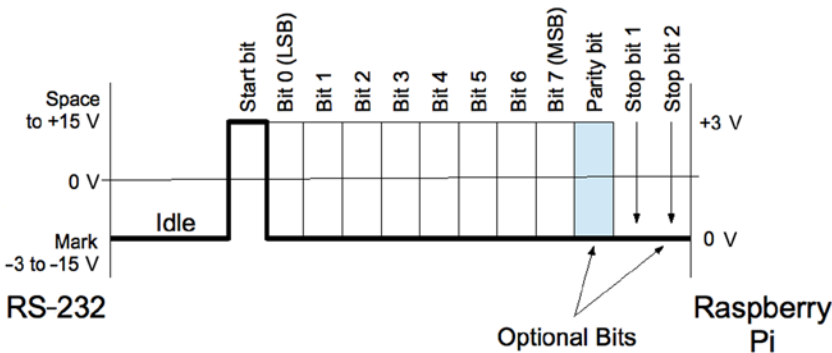 Start bit
Bit 0 (LSB)
Bit 1
Bit 2
Bit 3
Bit 4
Bit 5
Bit 6
Bit 7 (MSB)
Parity bit
Stop bit 1
Stop bit 2
Space
to +15 V
+3 V
0 V
Idle
Mark
-3 to -15 V
0 V
RS-232
Optional Bits
Raspberry
Pi